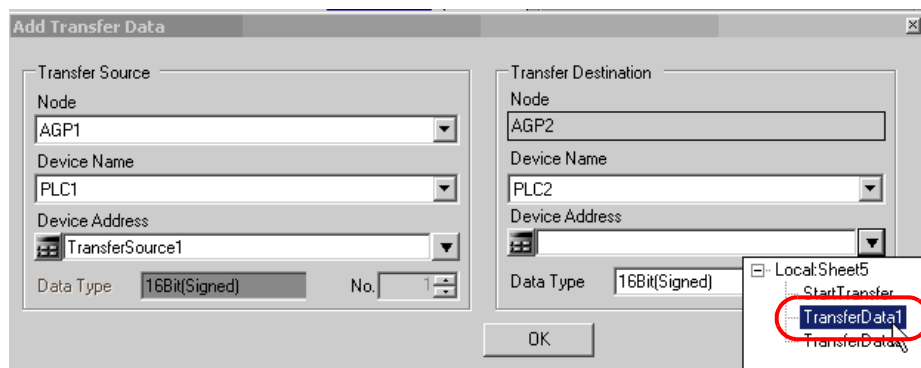 Add Transfer Data
Transfer Source
Node
AGP1
Device Name
PLC1
Device Address
TransferSource1
Data Type 16Bit(Signed) No. 1
Transfer Destination
Node
AGP2
Device Name
PLC2
Device Address
Data Type 16Bit(Signed)
Local:Sheet5
StartTransfer
TransferData1
OK